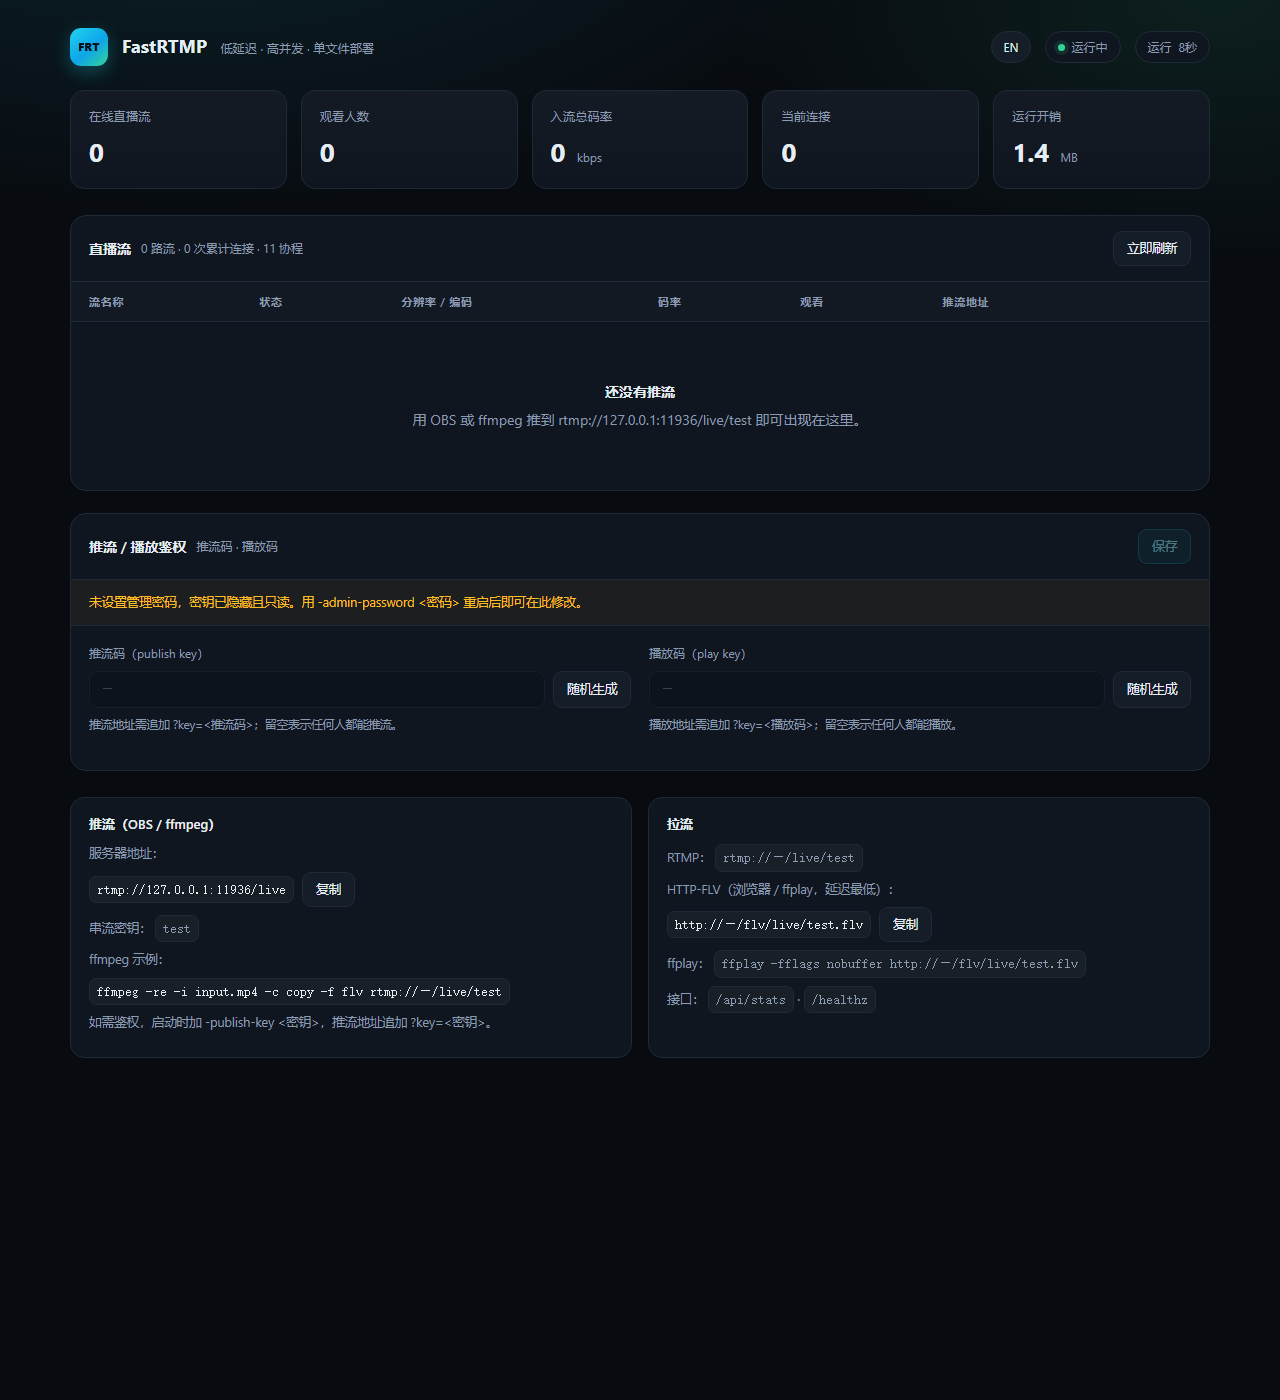 FRT FastRTMP 低延迟 · 高并发 · 单文件部署 EN 运行中 运行 8秒
在线直播流 观看人数 入流总码率 当前连接 运行开销
0 0 0 kbps 0 1.4 MB
直播流 0 路流 · 0 次累计连接 · 11 协程 立即刷新
流名称 状态 分辨率 / 编码 码率 观看 推流地址
还没有推流
用 OBS 或 ffmpeg 推到 rtmp://127.0.0.1:11936/live/test 即可出现在这里。
推流 / 播放鉴权 推流码 · 播放码 保存
未设置管理密码，密钥已隐藏且只读。用 -admin-password <密码> 重启后即可在此修改。
推流码（publish key） 播放码（play key）
— 随机生成 — 随机生成
推流地址需追加 ?key=<推流码>；留空表示任何人都能推流。 播放地址需追加 ?key=<播放码>；留空表示任何人都能播放。
推流（OBS / ffmpeg）
服务器地址：
rtmp://127.0.0.1:11936/live 复制
串流密钥： test
ffmpeg 示例：
ffmpeg -re -i input.mp4 -c copy -f flv rtmp://—/live/test
如需鉴权，启动时加 -publish-key <密钥>，推流地址追加 ?key=<密钥>。
拉流
RTMP： rtmp://—/live/test
HTTP-FLV（浏览器 / ffplay，延迟最低）：
http://—/flv/live/test.flv 复制
ffplay： ffplay -fflags nobuffer http://—/flv/live/test.flv
接口： /api/stats · /healthz